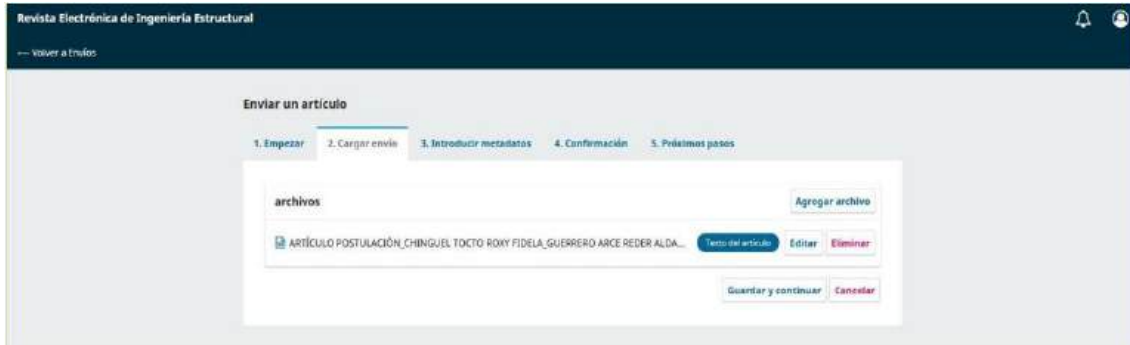 Revista Electrónica de Ingeniería Estructural
← Volver a Envíos
Enviar un artículo
1. Empezar 2. Cargar envío 3. Introducir metadatos 4. Confirmación 5. Próximos pasos
archivos Agregar archivo
ARTÍCULO POSTULACIÓN_CHINGUEL TOCTO ROXY FIDELA_GUERRERO ARCE REDER ALDA... Texto del artículo Editar Eliminar
Guardar y continuar Cancelar